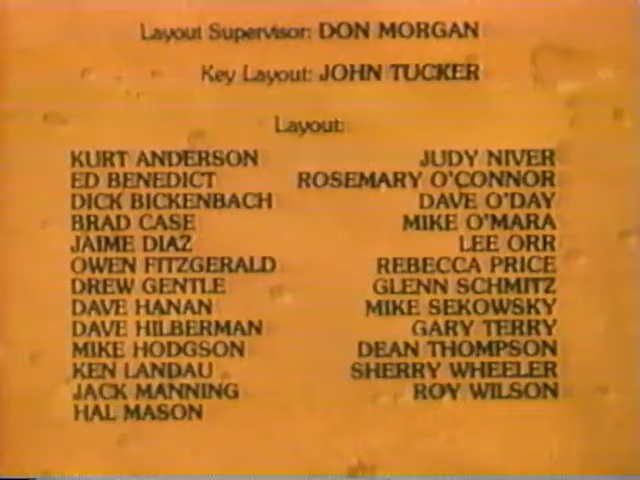 Layout Supervisor: DON MORGAN
Key Layout: JOHN TUCKER
Layout:
KURT ANDERSON JUDY NIVER
ED BENEDICT ROSEMARY O'CONNOR
DICK BICKENBACH DAVE O'DAY
BRAD CASE MIKE O'MARA
JAIME DIAZ LEE ORR
OWEN FITZGERALD REBECCA PRICE
DREW GENTLE GLENN SCHMITZ
DAVE HANAN MIKE SEKOWSKY
DAVE HILBERMAN GARY TERRY
MIKE HODGSON DEAN THOMPSON
KEN LANDAU SHERRY WHEELER
JACK MANNING ROY WILSON
HAL MASON